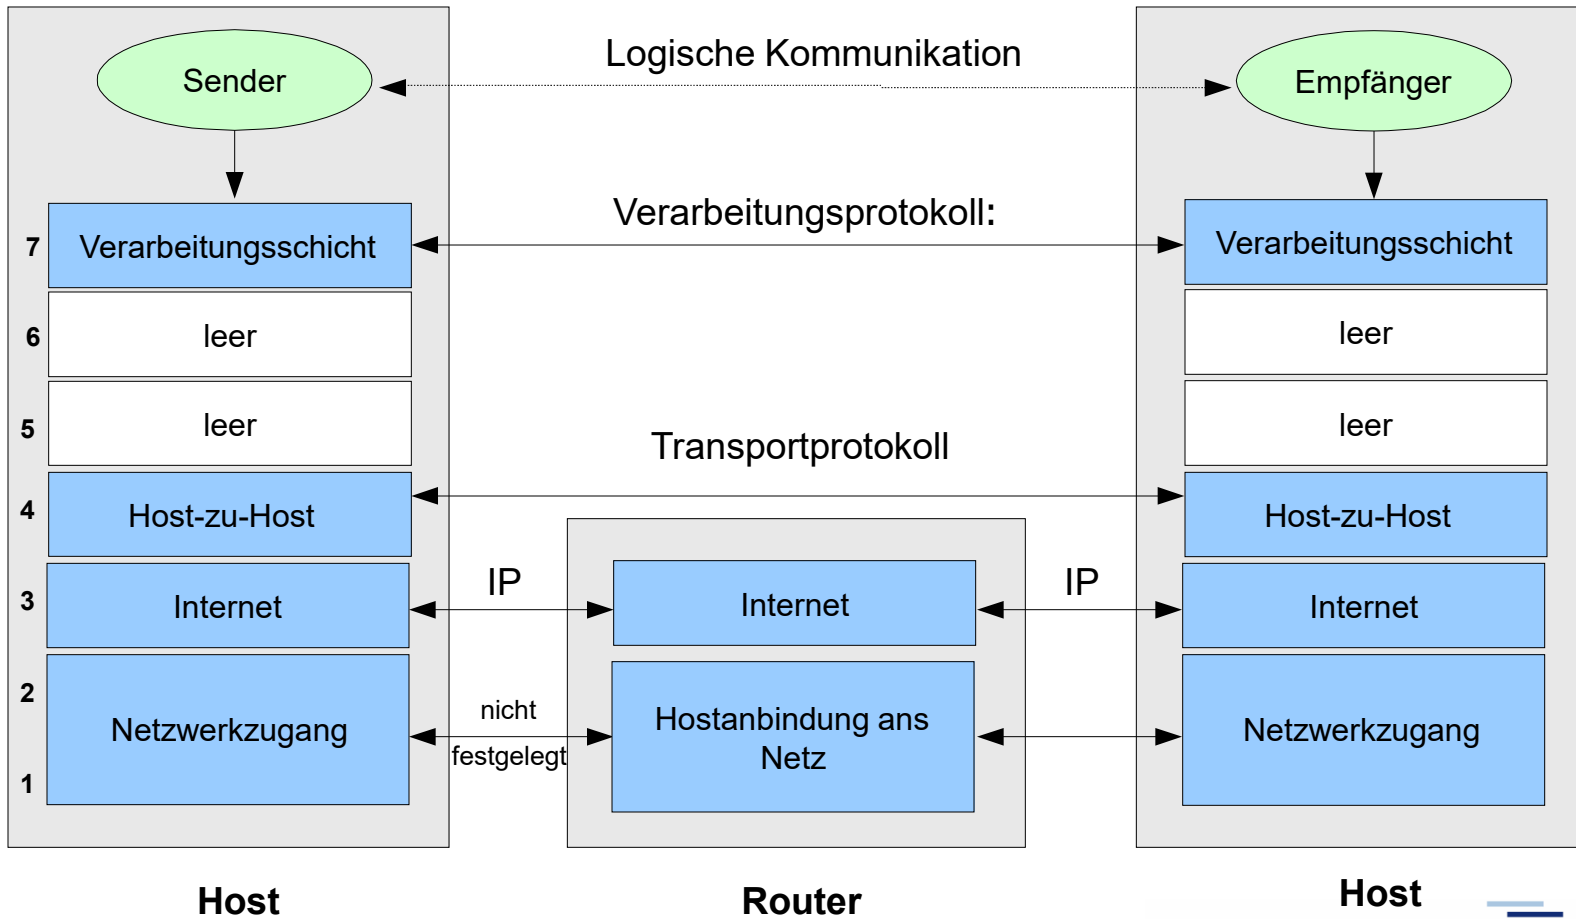 Logische Kommunikation
Sender
Empfänger
Verarbeitungsprotokoll:
7
Verarbeitungsschicht
Verarbeitungsschicht
6
leer
leer
5
leer
leer
Transportprotokoll
4
Host-zu-Host
Host-zu-Host
3
Internet
IP
Internet
IP
Internet
2
1
Netzwerkzugang
nicht
festgelegt
Hostanbindung ans
Netz
Netzwerkzugang
Host
Router
Host